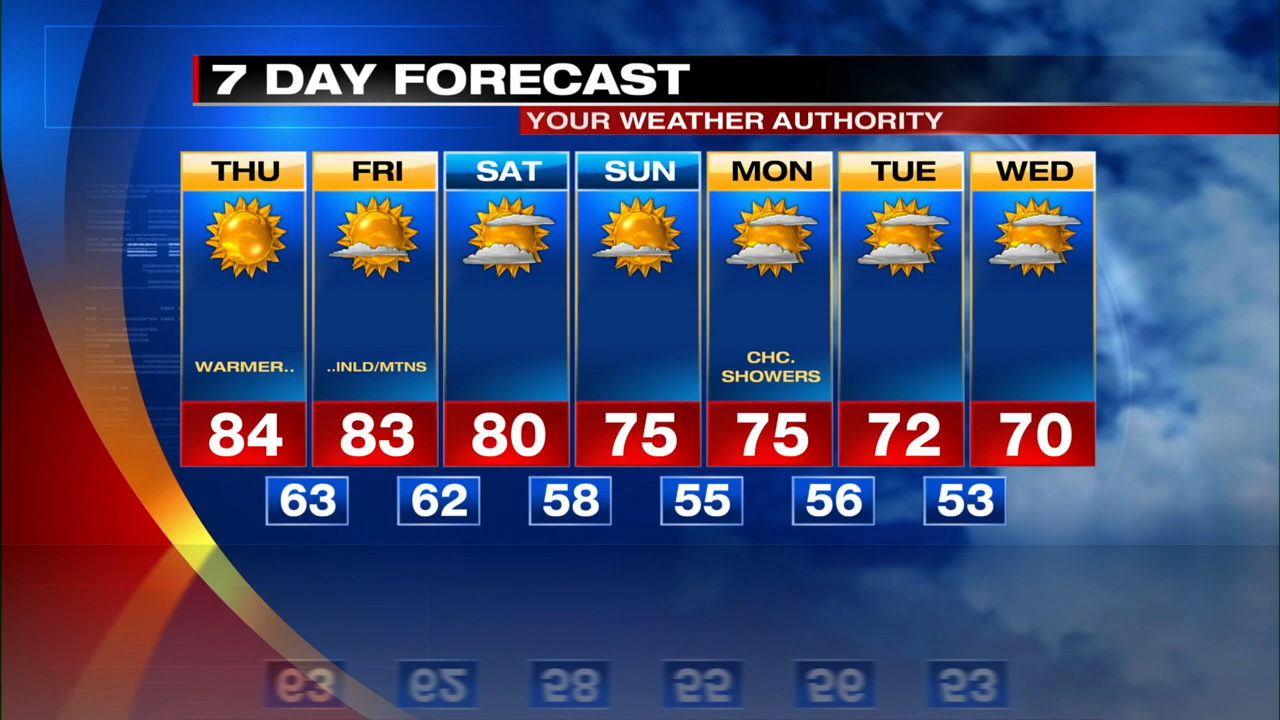 7 DAY FORECAST
YOUR WEATHER AUTHORITY
THU FRI SAT SUN MON TUE WED
WARMER.. ..INLD/MTNS CHC.
SHOWERS
84 83 80 75 75 72 70
63 62 58 55 56 53